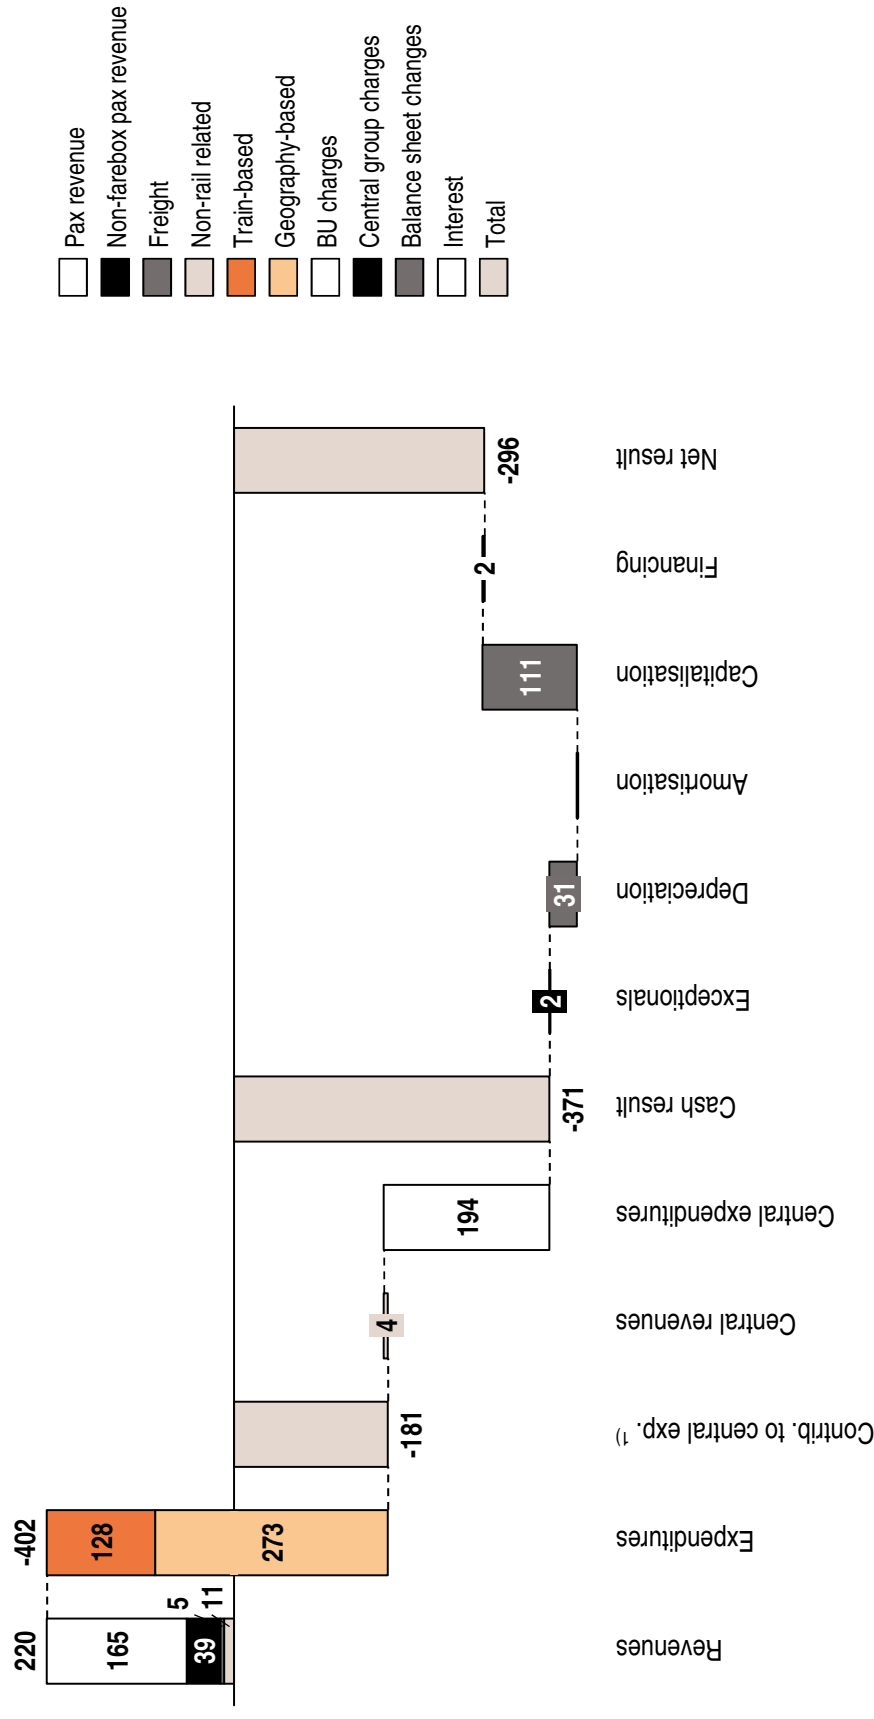 Pax revenue
Non-farebox pax revenue
Freight
Non-rail related
Train-based
Geography-based
BU charges
Central group charges
Balance sheet changes
Interest
Total
220
165
39
5
11
-402
128
273
-181
4
194
-371
2
31
111
2
-296
Revenues
Expenditures
Contrib. to central exp. 1)
Central revenues
Central expenditures
Cash result
Exceptionals
Depreciation
Amortisation
Capitalisation
Financing
Net result